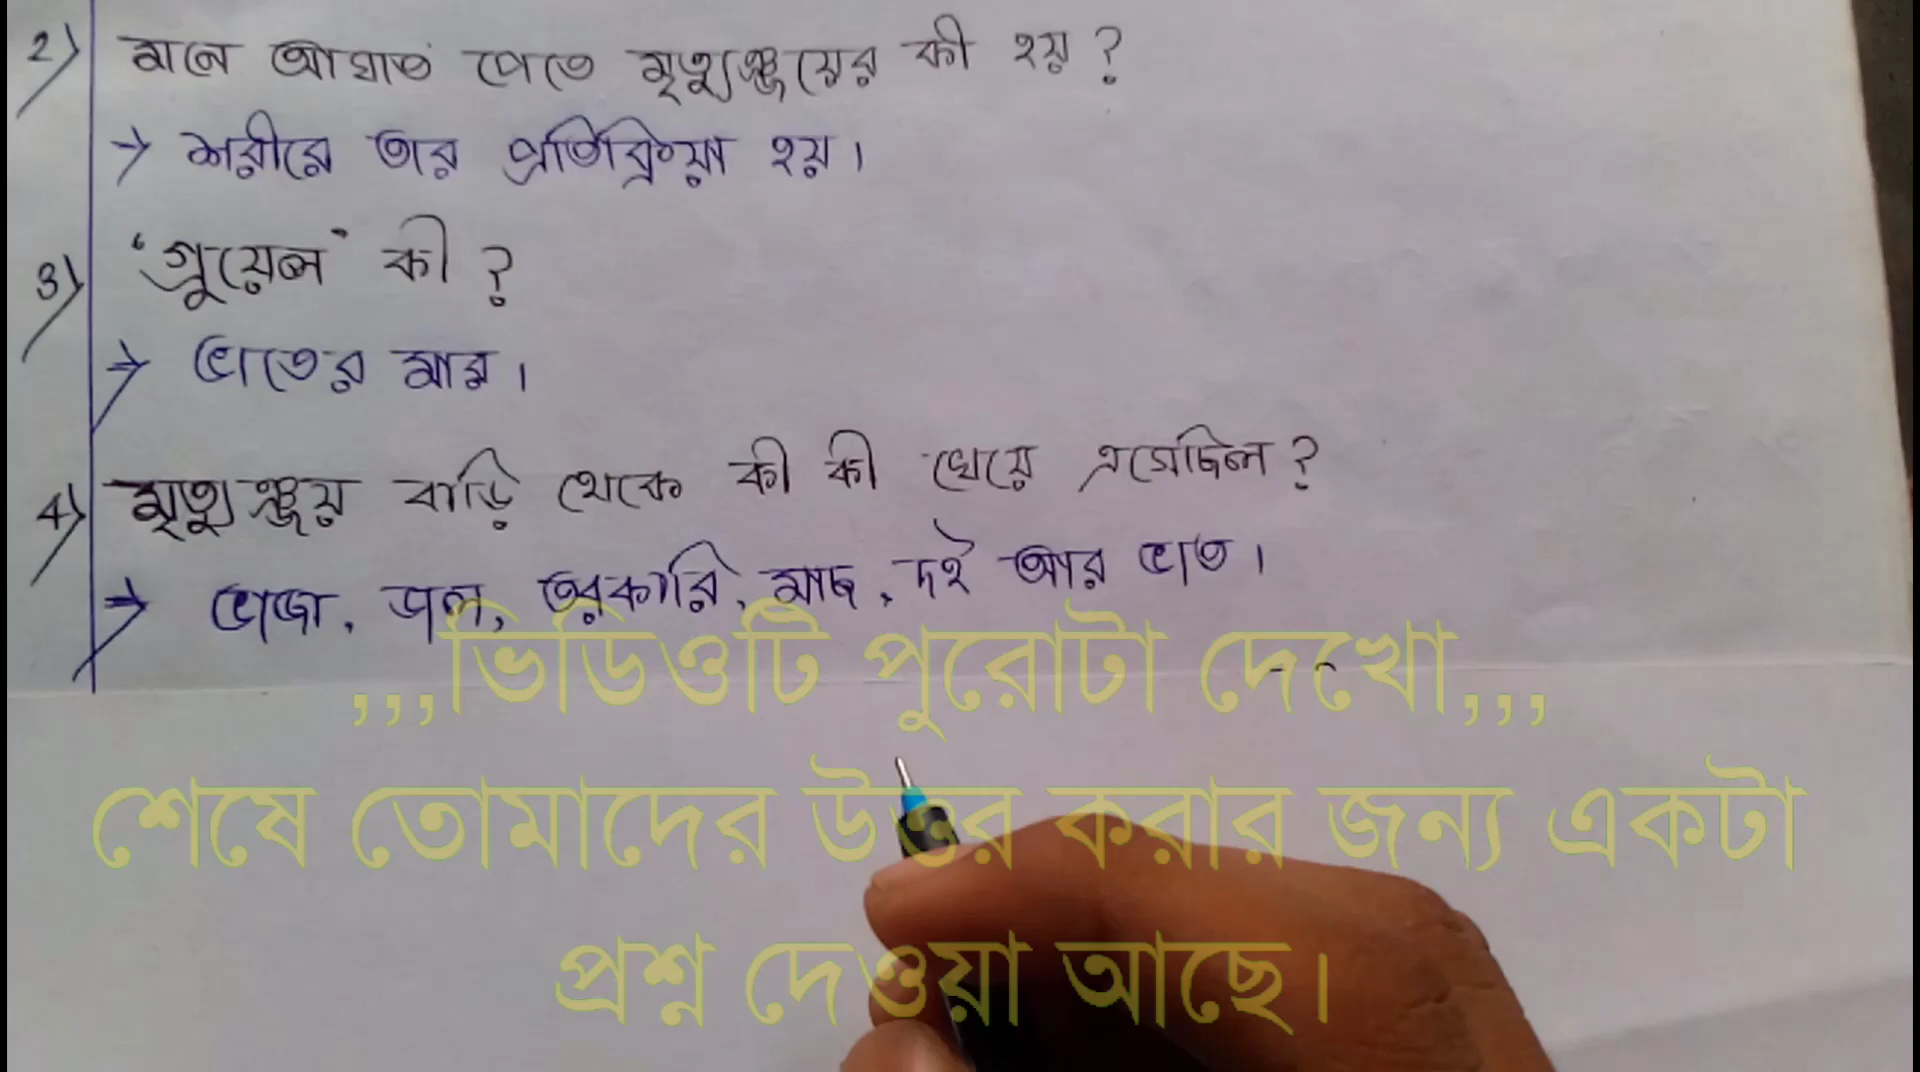 2) মনে আঘাত পেতে মৃত্যুঞ্জয়ের কী হয় ?
→ শরীরে তার প্রতিক্রিয়া হয়।
3) 'গ্রুয়েল' কী ?
→ ভাতের মার।
4) মৃত্যুঞ্জয় বাড়ি থেকে কী কী খেয়ে এসেছিল ?
→ ভাজা, ডাল, তরকারি, মাছ, দই আর ভাত।
,,,ভিডিওটি পুরোটা দেখো,,,
শেষে তোমাদের উত্তর করার জন্য একটা
প্রশ্ন দেওয়া আছে।